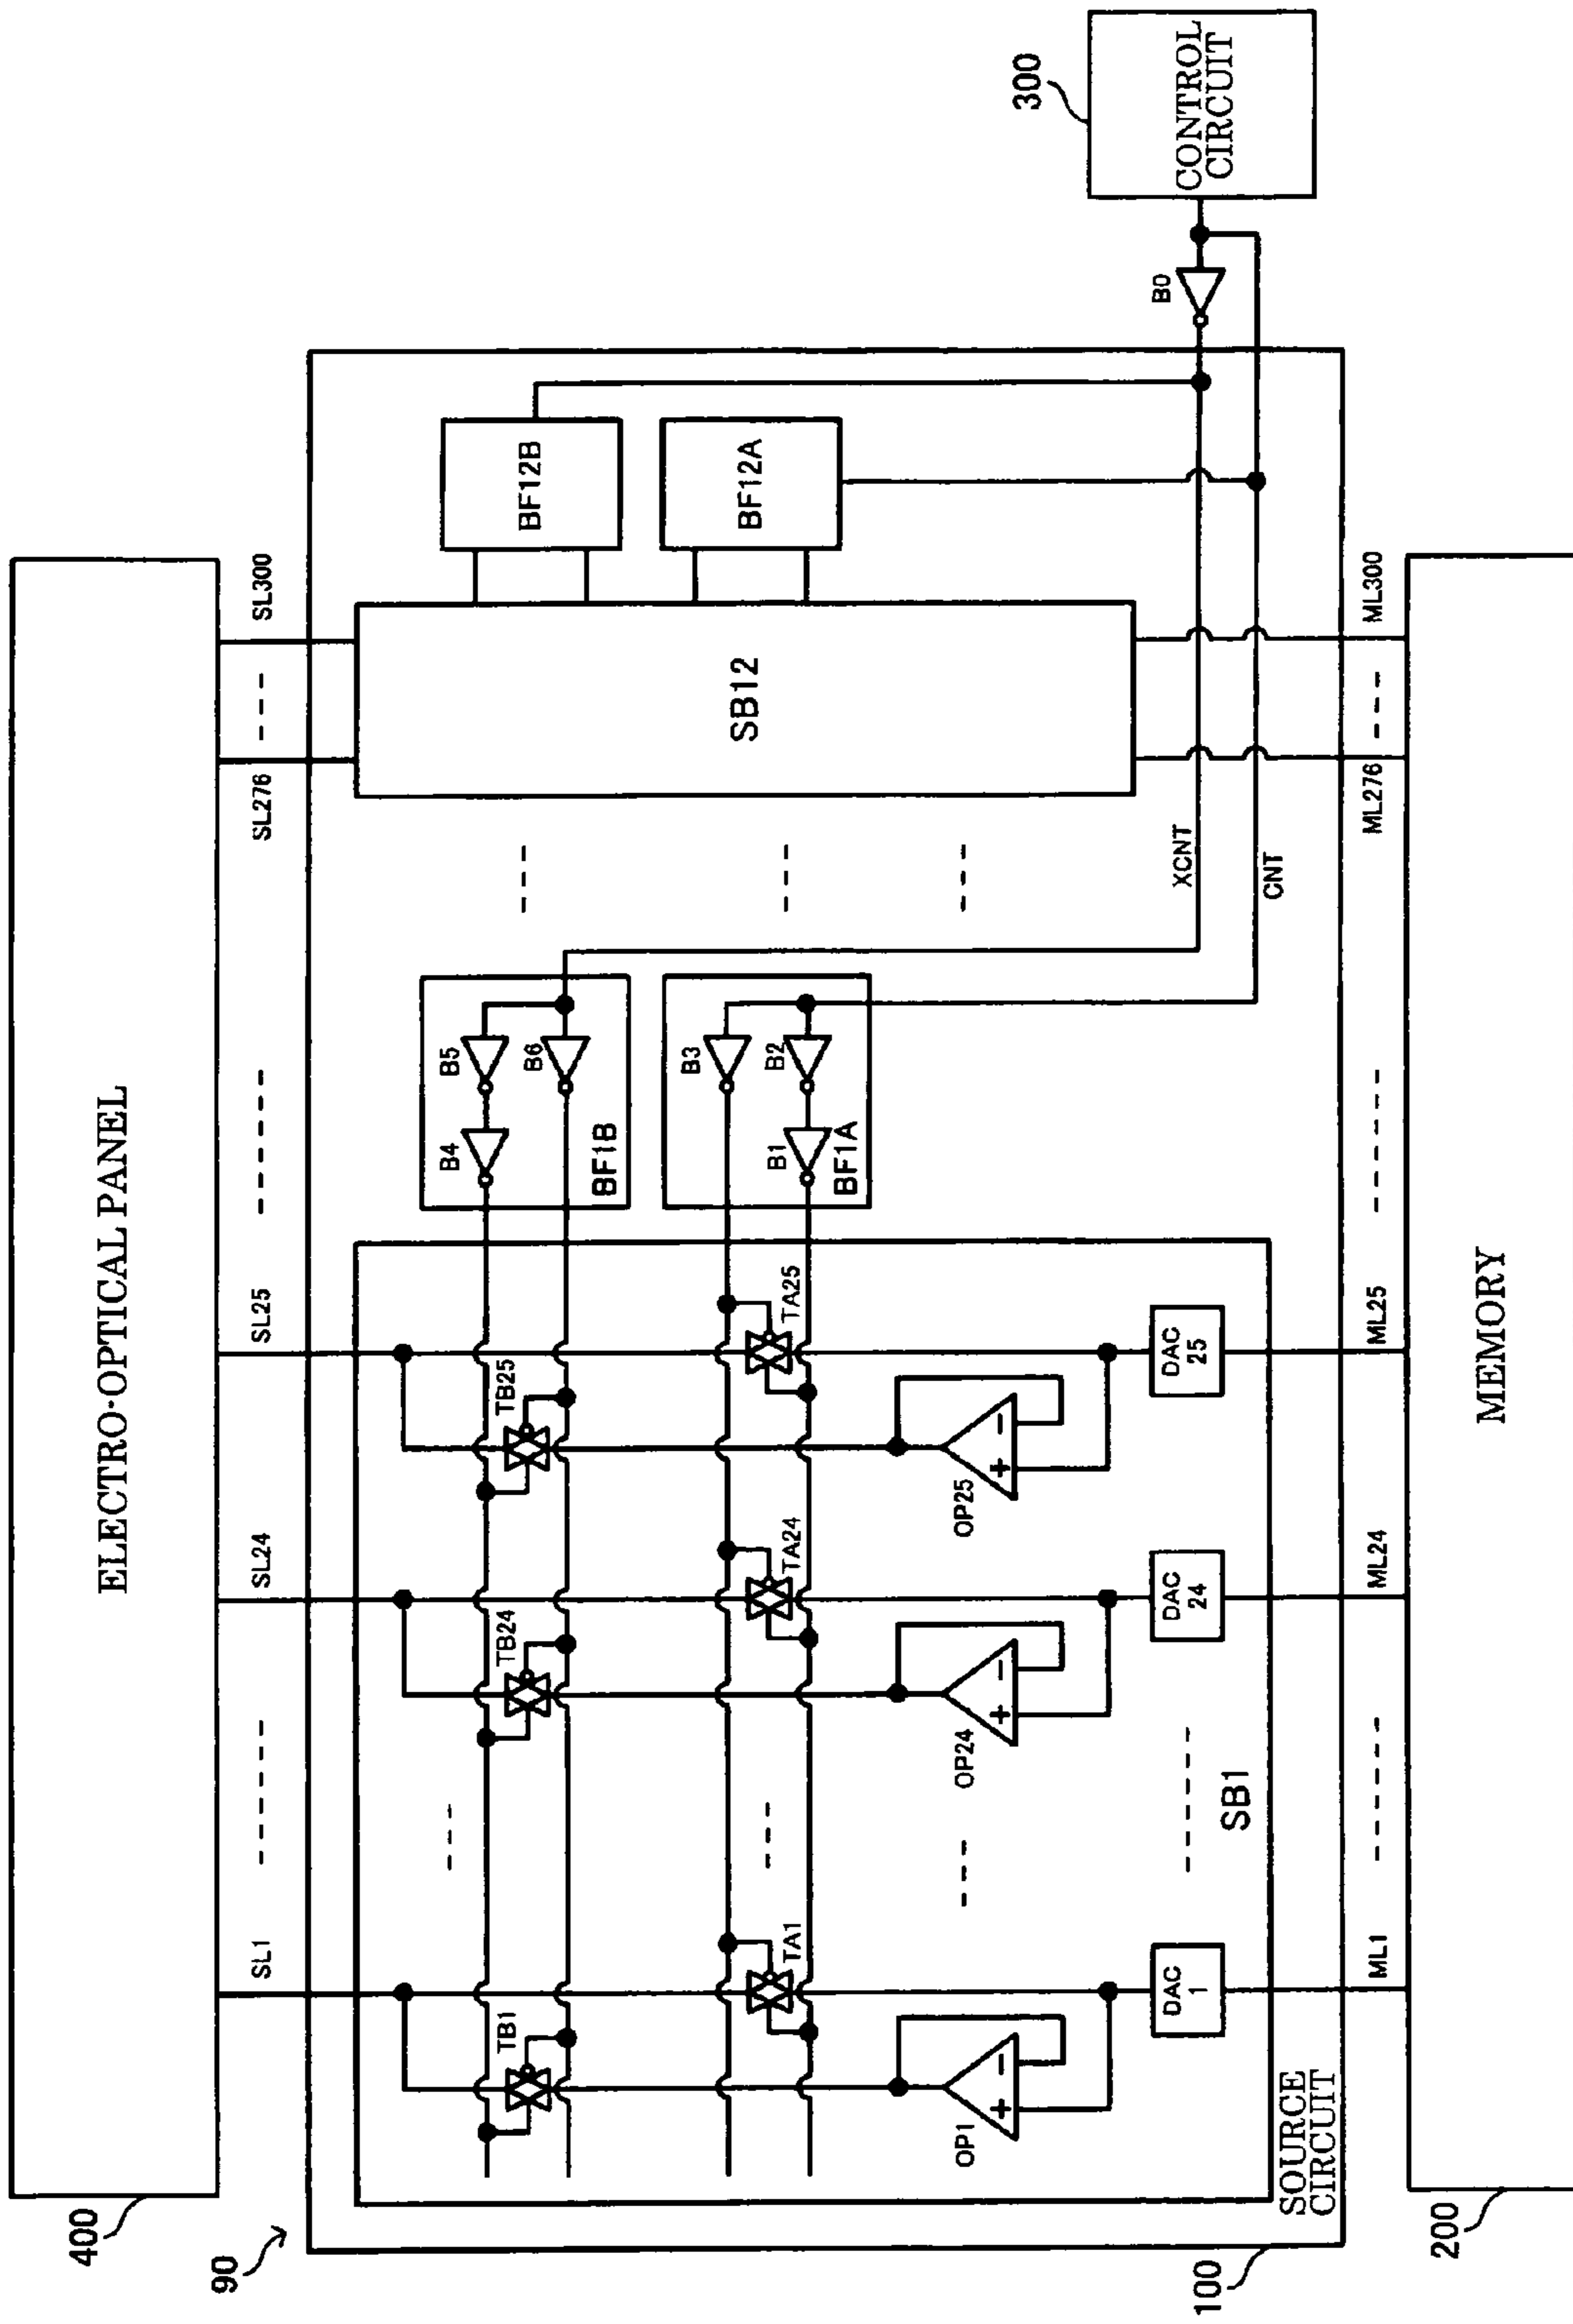 400
ELECTRO-OPTICAL PANEL
90
SL1
SL24
SL25
SL276
SL300
TB1
TB24
TB25
B4
B5
B6
BF1B
BF12B
TA1
TA24
TA25
B1
B3
B2
BF1A
BF12A
SB12
OP1
OP24
OP25
DAC
1
DAC
24
DAC
25
SB1
XCNT
CNT
B0
300
CONTROL
CIRCUIT
SOURCE
CIRCUIT
100
ML1
ML24
ML25
ML276
ML300
200
MEMORY